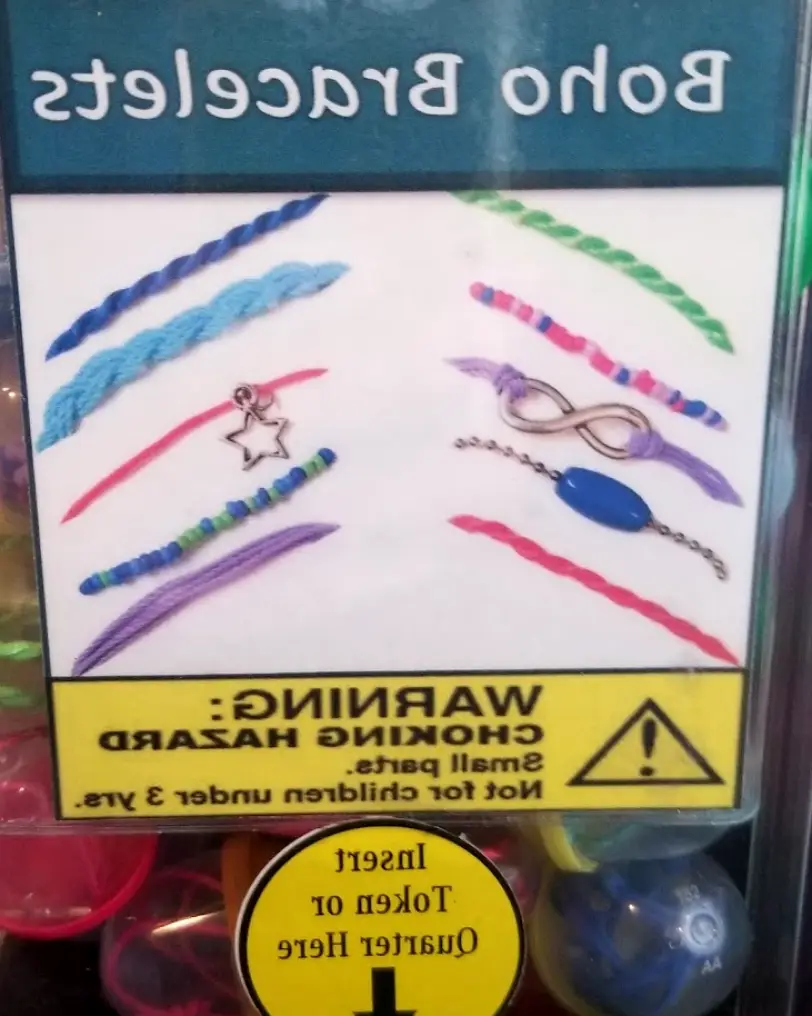 Boho Bracelets
WARNING:
CHOKING HAZARD
Small parts.
Not for children under 3 yrs.
Insert
Token or
Quarter Here